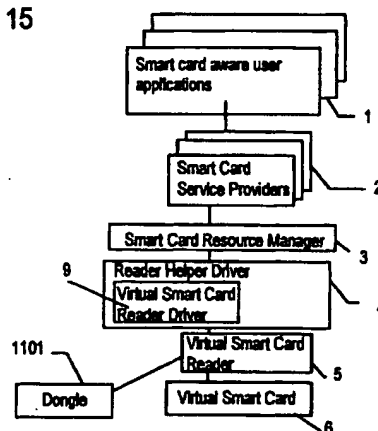 15
Smart card aware user
applications
1
Smart Card
Service Providers
2
Smart Card Resource Manager
3
Reader Helper Driver
9
Virtual Smart Card
Reader Driver
1101
Virtual Smart Card
Reader
5
Dongle
Virtual Smart Card
6